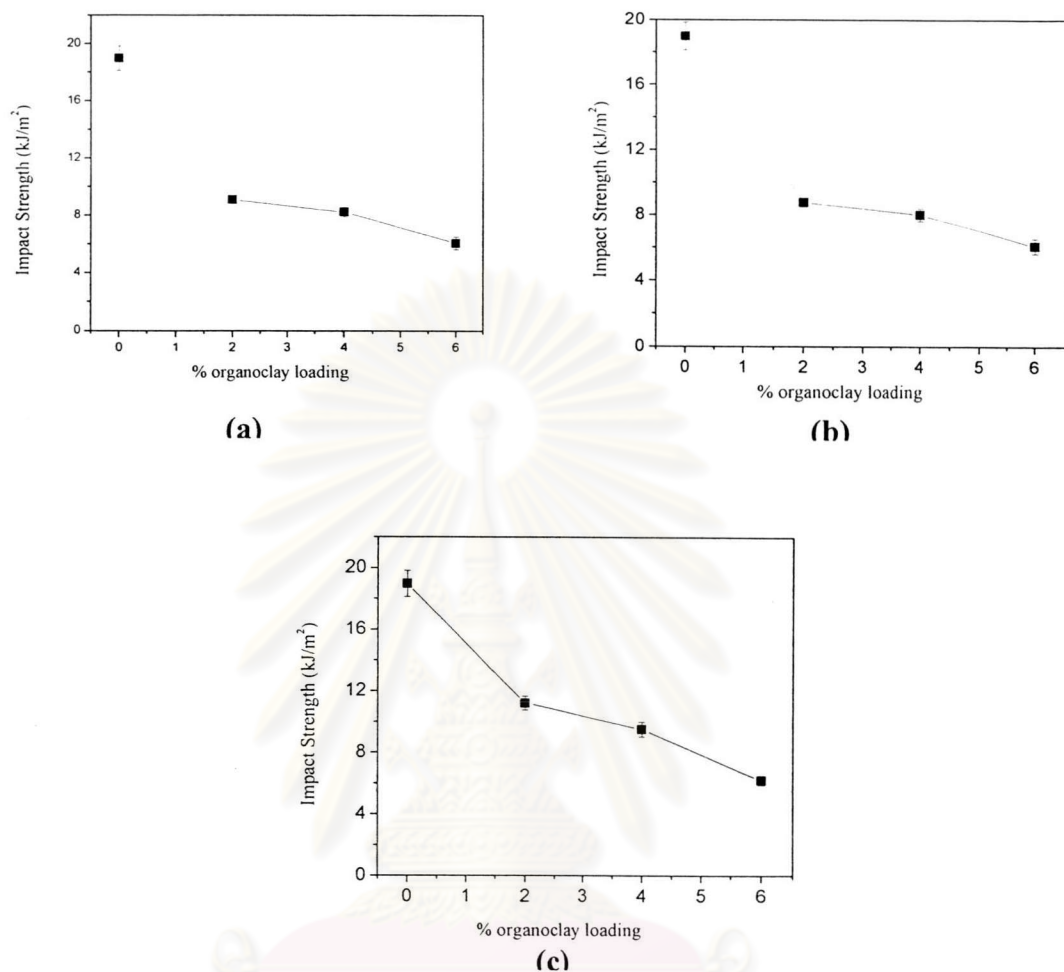 20
16
12
8
4
0
Impact Strength (kJ/m²)
0 1 2 3 4 5 6
% organoclay loading
(a)
20
16
12
8
4
0
Impact Strength (kJ/m²)
0 1 2 3 4 5 6
% organoclay loading
(b)
20
16
12
8
4
0
Impact Strength (kJ/m²)
0 1 2 3 4 5 6
% organoclay loading
(c)